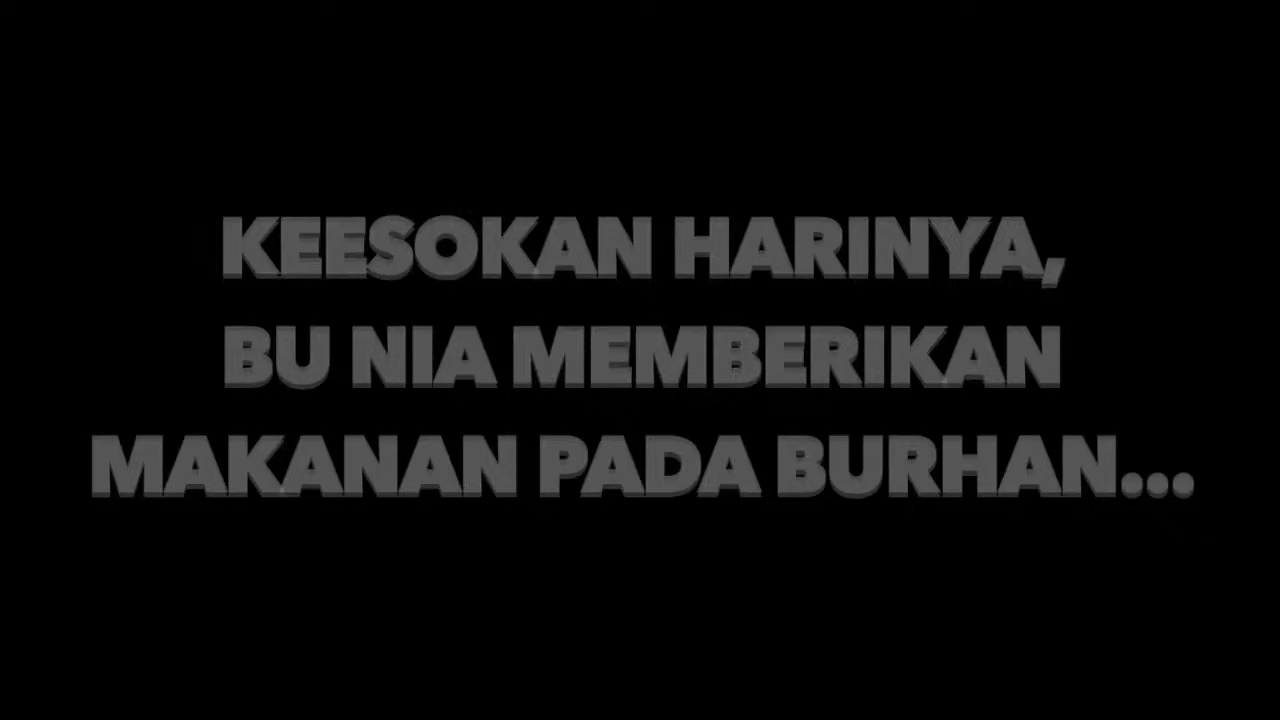 KEESOKAN HARINYA,
BU NIA MEMBERIKAN
MAKANAN PADA BURHAN...